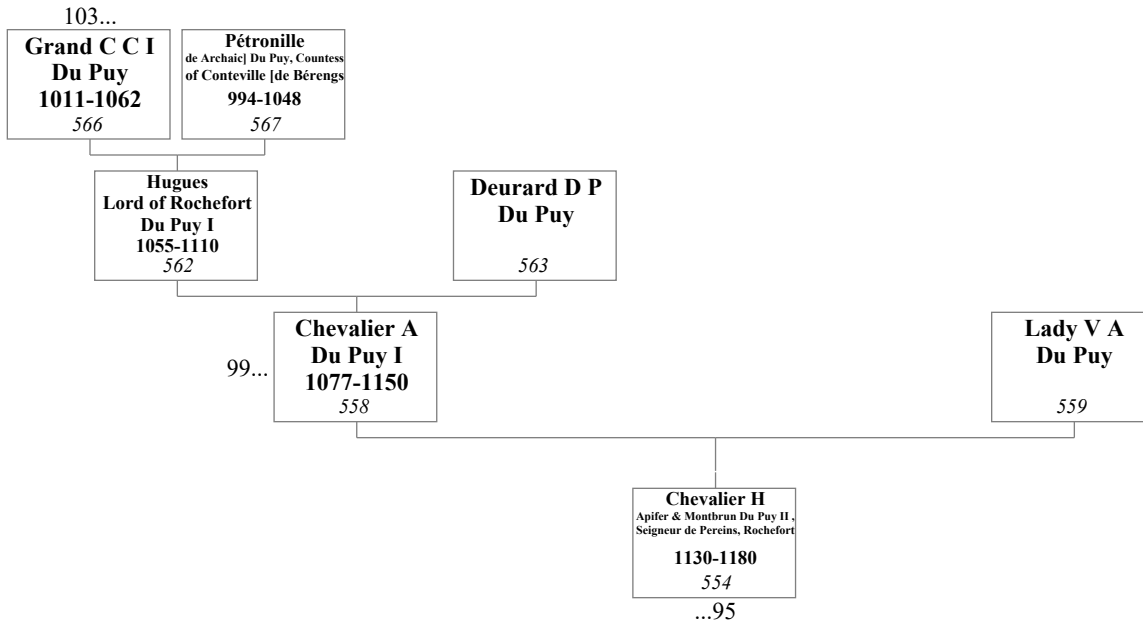 103...
Grand C C I
Du Puy
1011-1062
566
Pétronille
de Archaic] Du Puy, Countess
of Conteville [de Bérengs
994-1048
567
Hugues
Lord of Rochefort
Du Puy I
1055-1110
562
Deurard D P
Du Puy
563
99...
Chevalier A
Du Puy I
1077-1150
558
Lady V A
Du Puy
559
Chevalier H
Apifer & Montbrun Du Puy II ,
Seigneur de Pereins, Rochefort
1130-1180
554
...95